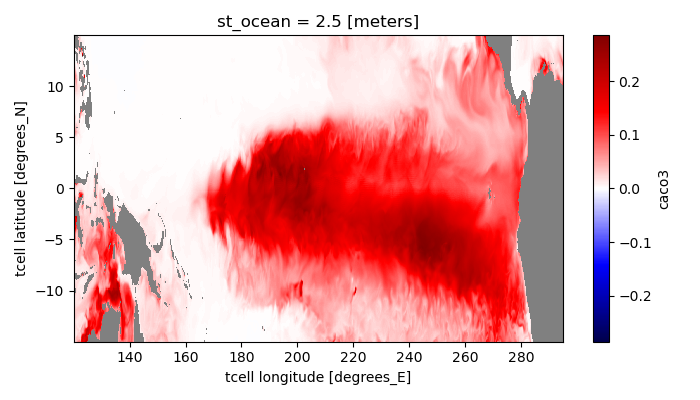 st_ocean = 2.5 [meters]
10
5
0
−5
−10
tcell latitude [degrees_N]
140 160 180 200 220 240 260 280
tcell longitude [degrees_E]
0.2
0.1
0.0
−0.1
−0.2
caco3